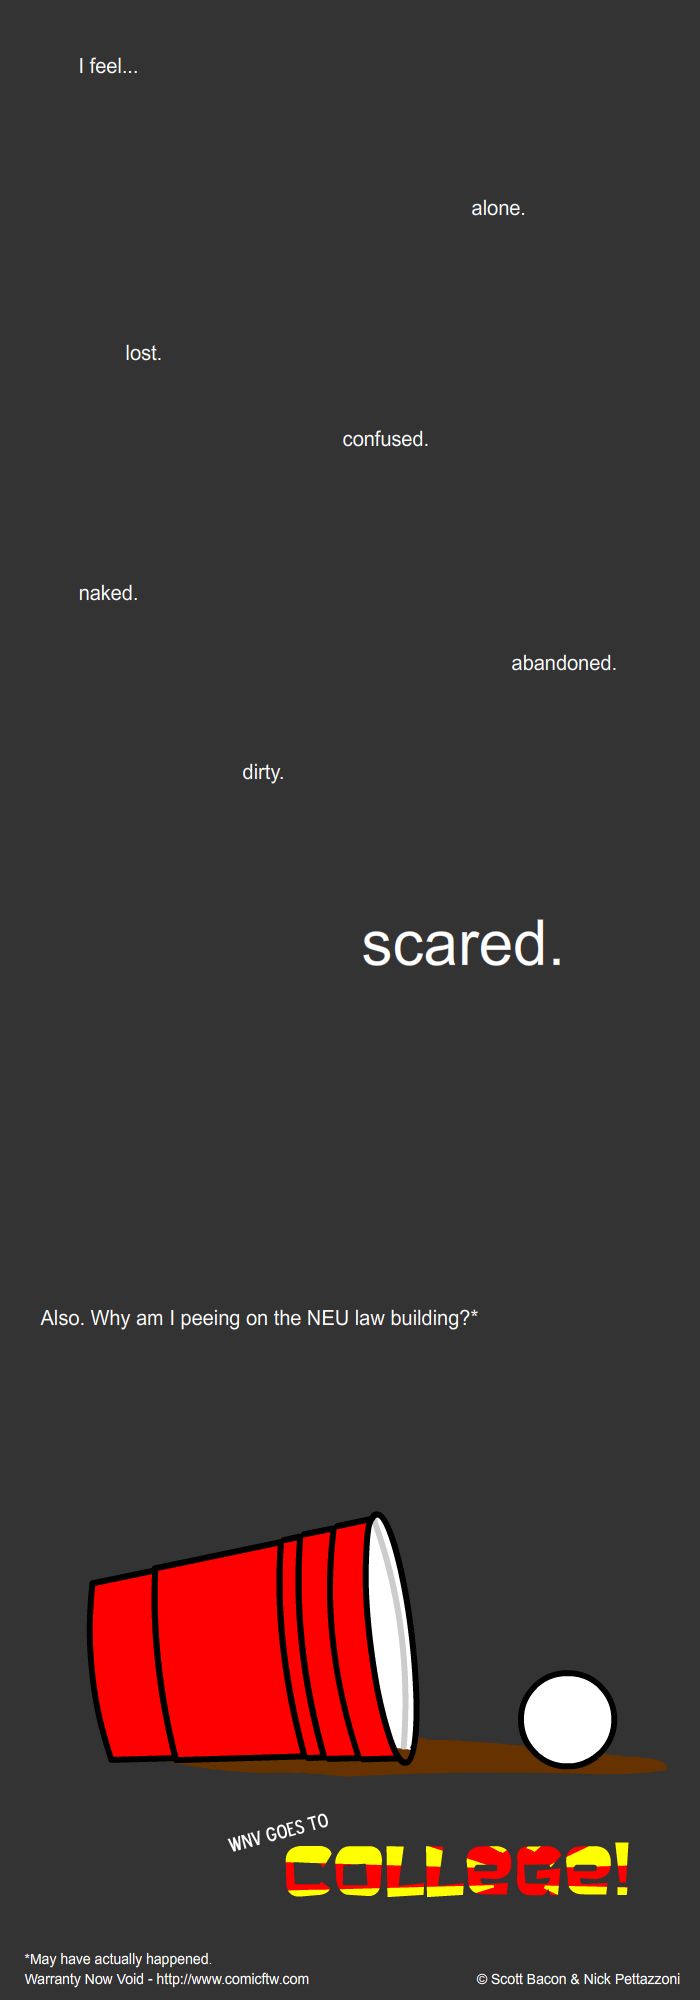 I feel...
alone.
lost.
confused.
naked.
abandoned.
dirty.
scared.
Also. Why am I peeing on the NEU law building?*
WNV GOES TO
COLLEGE!
*May have actually happened.
Warranty Now Void - http://www.comicftw.com
© Scott Bacon & Nick Pettazzoni